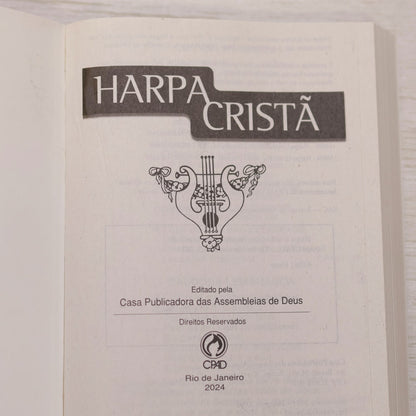 HARPA
CRISTÃ
Editado pela
Casa Publicadora das Assembleias de Deus
Direitos Reservados
CPAD
Rio de Janeiro
2024